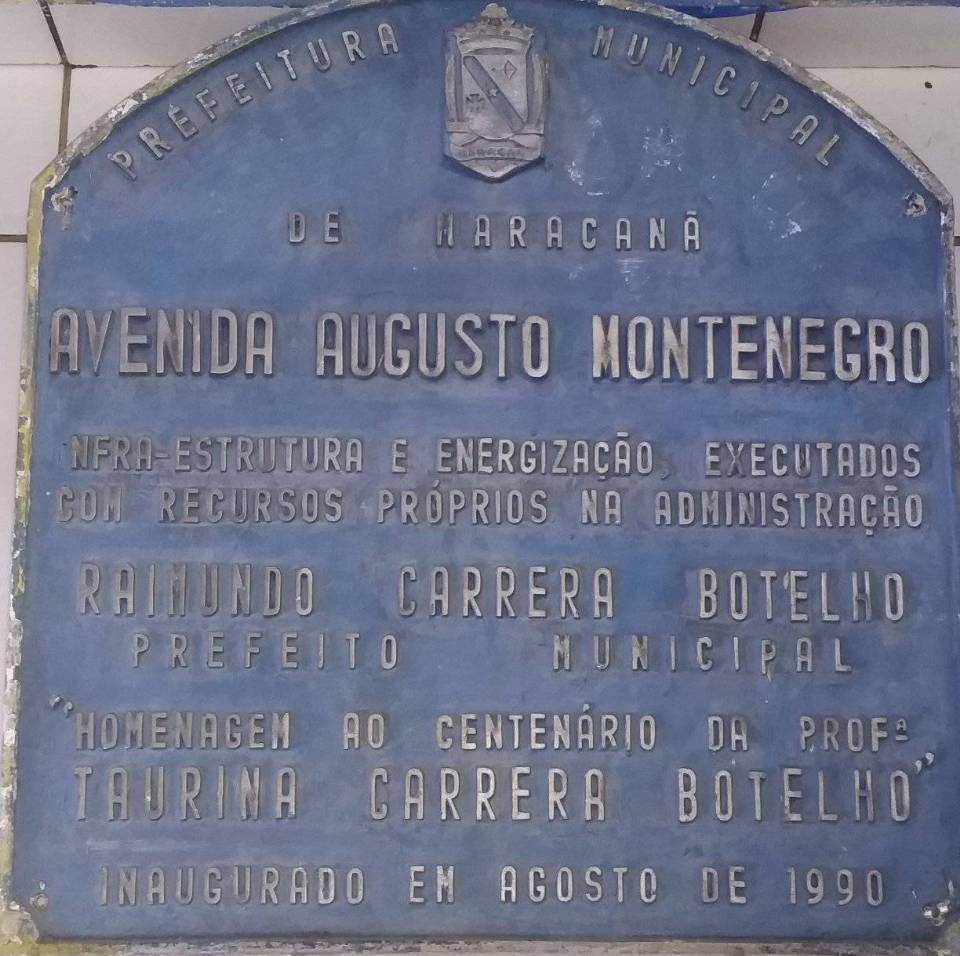 PREFEITURA MUNICIPAL
DE MARACANÃ
AVENIDA AUGUSTO MONTENEGRO
NFRA-ESTRUTURA E ENERGIZAÇÃO, EXECUTADOS
COM RECURSOS PRÓPRIOS NA ADMINISTRAÇÃO
RAIMUNDO CARRERA BOTELHO
PREFEITO MUNICIPAL
"HOMENAGEM AO CENTENÁRIO DA PROFª
TAURINA CARRERA BOTELHO"
INAUGURADO EM AGOSTO DE 1990